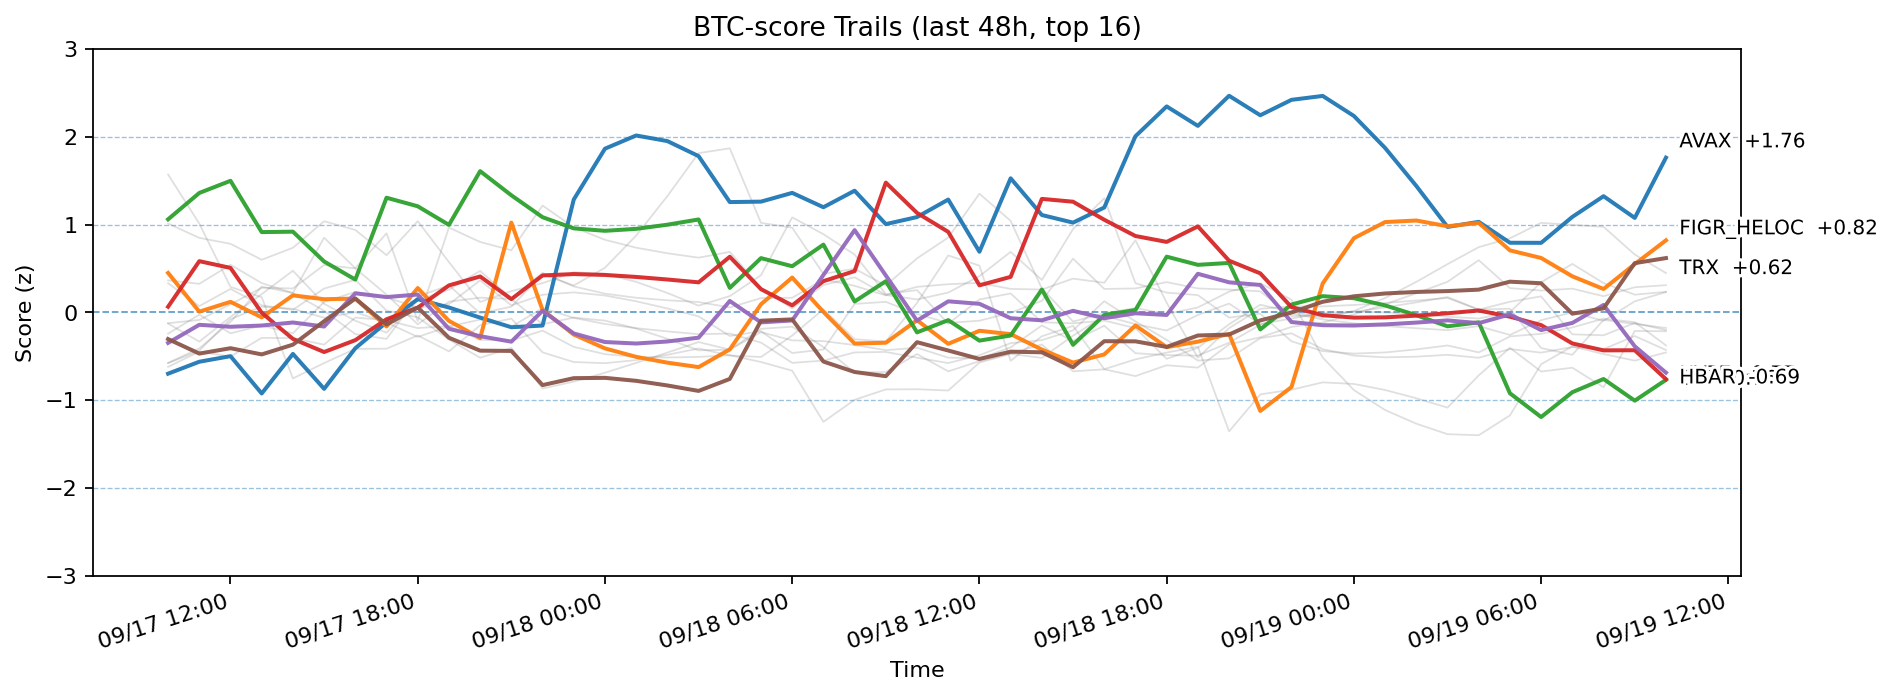 BTC-score Trails (last 48h, top 16)
Score (z)
3
2
1
0
−1
−2
−3
AVAX +1.76
FIGR_HELOC +0.82
TRX +0.62
HBAR -0.69
09/17 12:00
09/17 18:00
09/18 00:00
09/18 06:00
09/18 12:00
09/18 18:00
09/19 00:00
09/19 06:00
09/19 12:00
Time